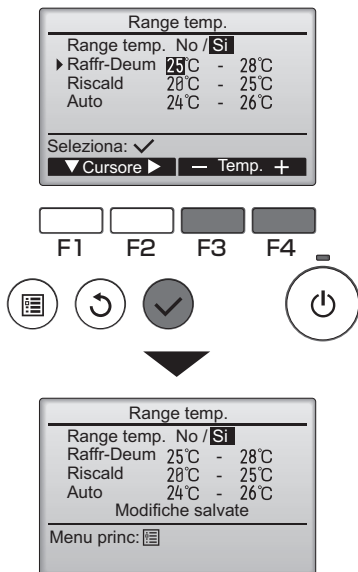 Range temp.
Range temp. No / Si
Raffr-Deum 25°C - 28°C
Riscald 20°C - 25°C
Auto 24°C - 26°C
Seleziona: ✓
▼ Cursore ▶ − Temp. +
F1 F2 F3 F4
Range temp.
Range temp. No / Si
Raffr-Deum 25°C - 28°C
Riscald 20°C - 25°C
Auto 24°C - 26°C
Modifiche salvate
Menu princ: